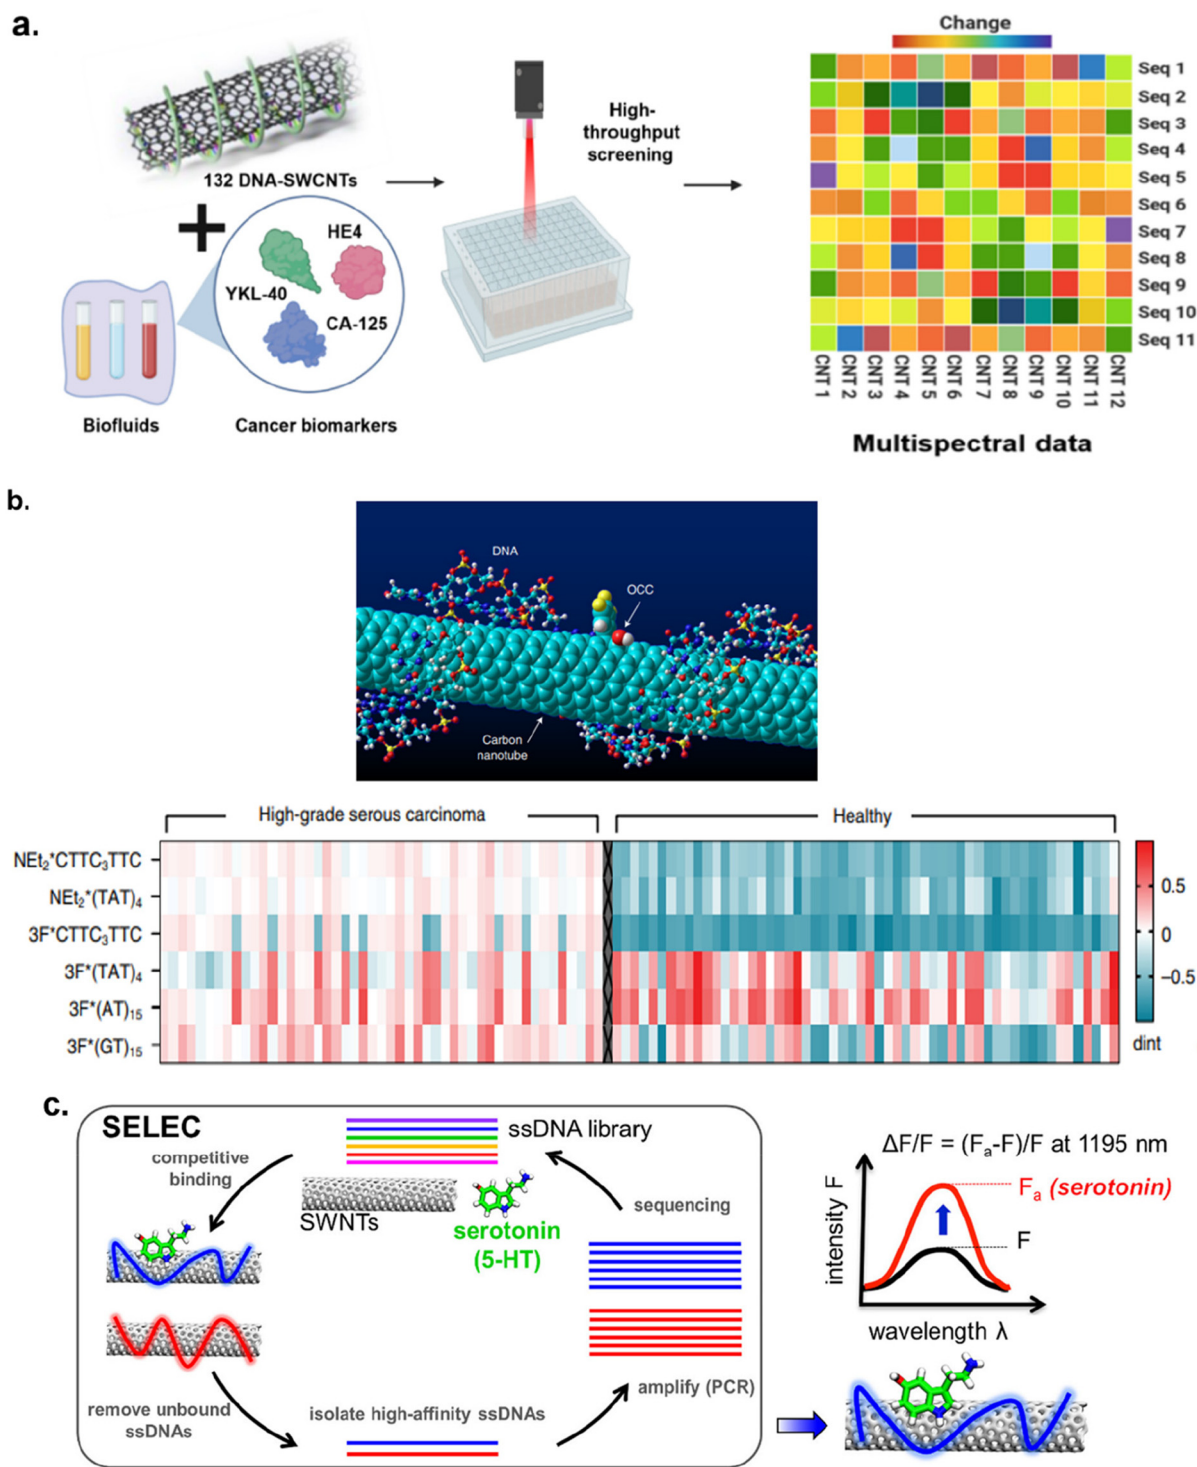 a.
132 DNA-SWCNTs
HE4
YKL-40
CA-125
Biofluids
Cancer biomarkers
High-
throughput
screening
Change
Seq 1
Seq 2
Seq 3
Seq 4
Seq 5
Seq 6
Seq 7
Seq 8
Seq 9
Seq 10
Seq 11
CNT 1
CNT 2
CNT 3
CNT 4
CNT 5
CNT 6
CNT 7
CNT 8
CNT 9
CNT 10
CNT 11
CNT 12
Multispectral data
b.
DNA
OCC
Carbon
nanotube
High-grade serous carcinoma
Healthy
NEt₂*CTTC₃TTC
NEt₂*(TAT)₄
3F*CTTC₃TTC
3F*(TAT)₄
3F*(AT)₁₅
3F*(GT)₁₅
0.5
0
−0.5
dint
c.
SELEC
competitive
binding
ssDNA library
SWNTs
serotonin
(5-HT)
sequencing
amplify (PCR)
isolate high-affinity ssDNAs
remove unbound
ssDNAs
ΔF/F = (Fₐ-F)/F at 1195 nm
Fₐ (serotonin)
F
intensity F
wavelength λ